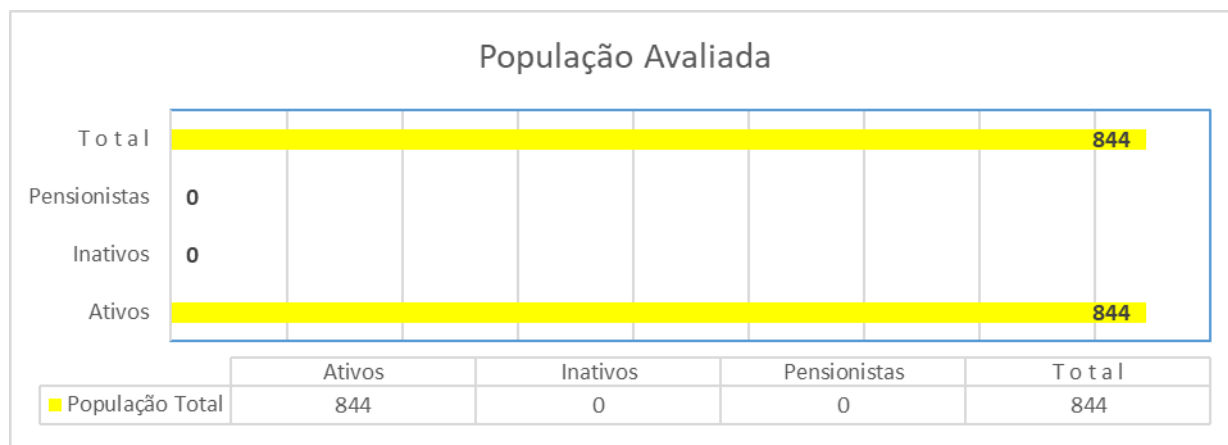 População Avaliada
T o t a l 844
Pensionistas 0
Inativos 0
Ativos 844
Ativos Inativos Pensionistas T o t a l
População Total 844 0 0 844